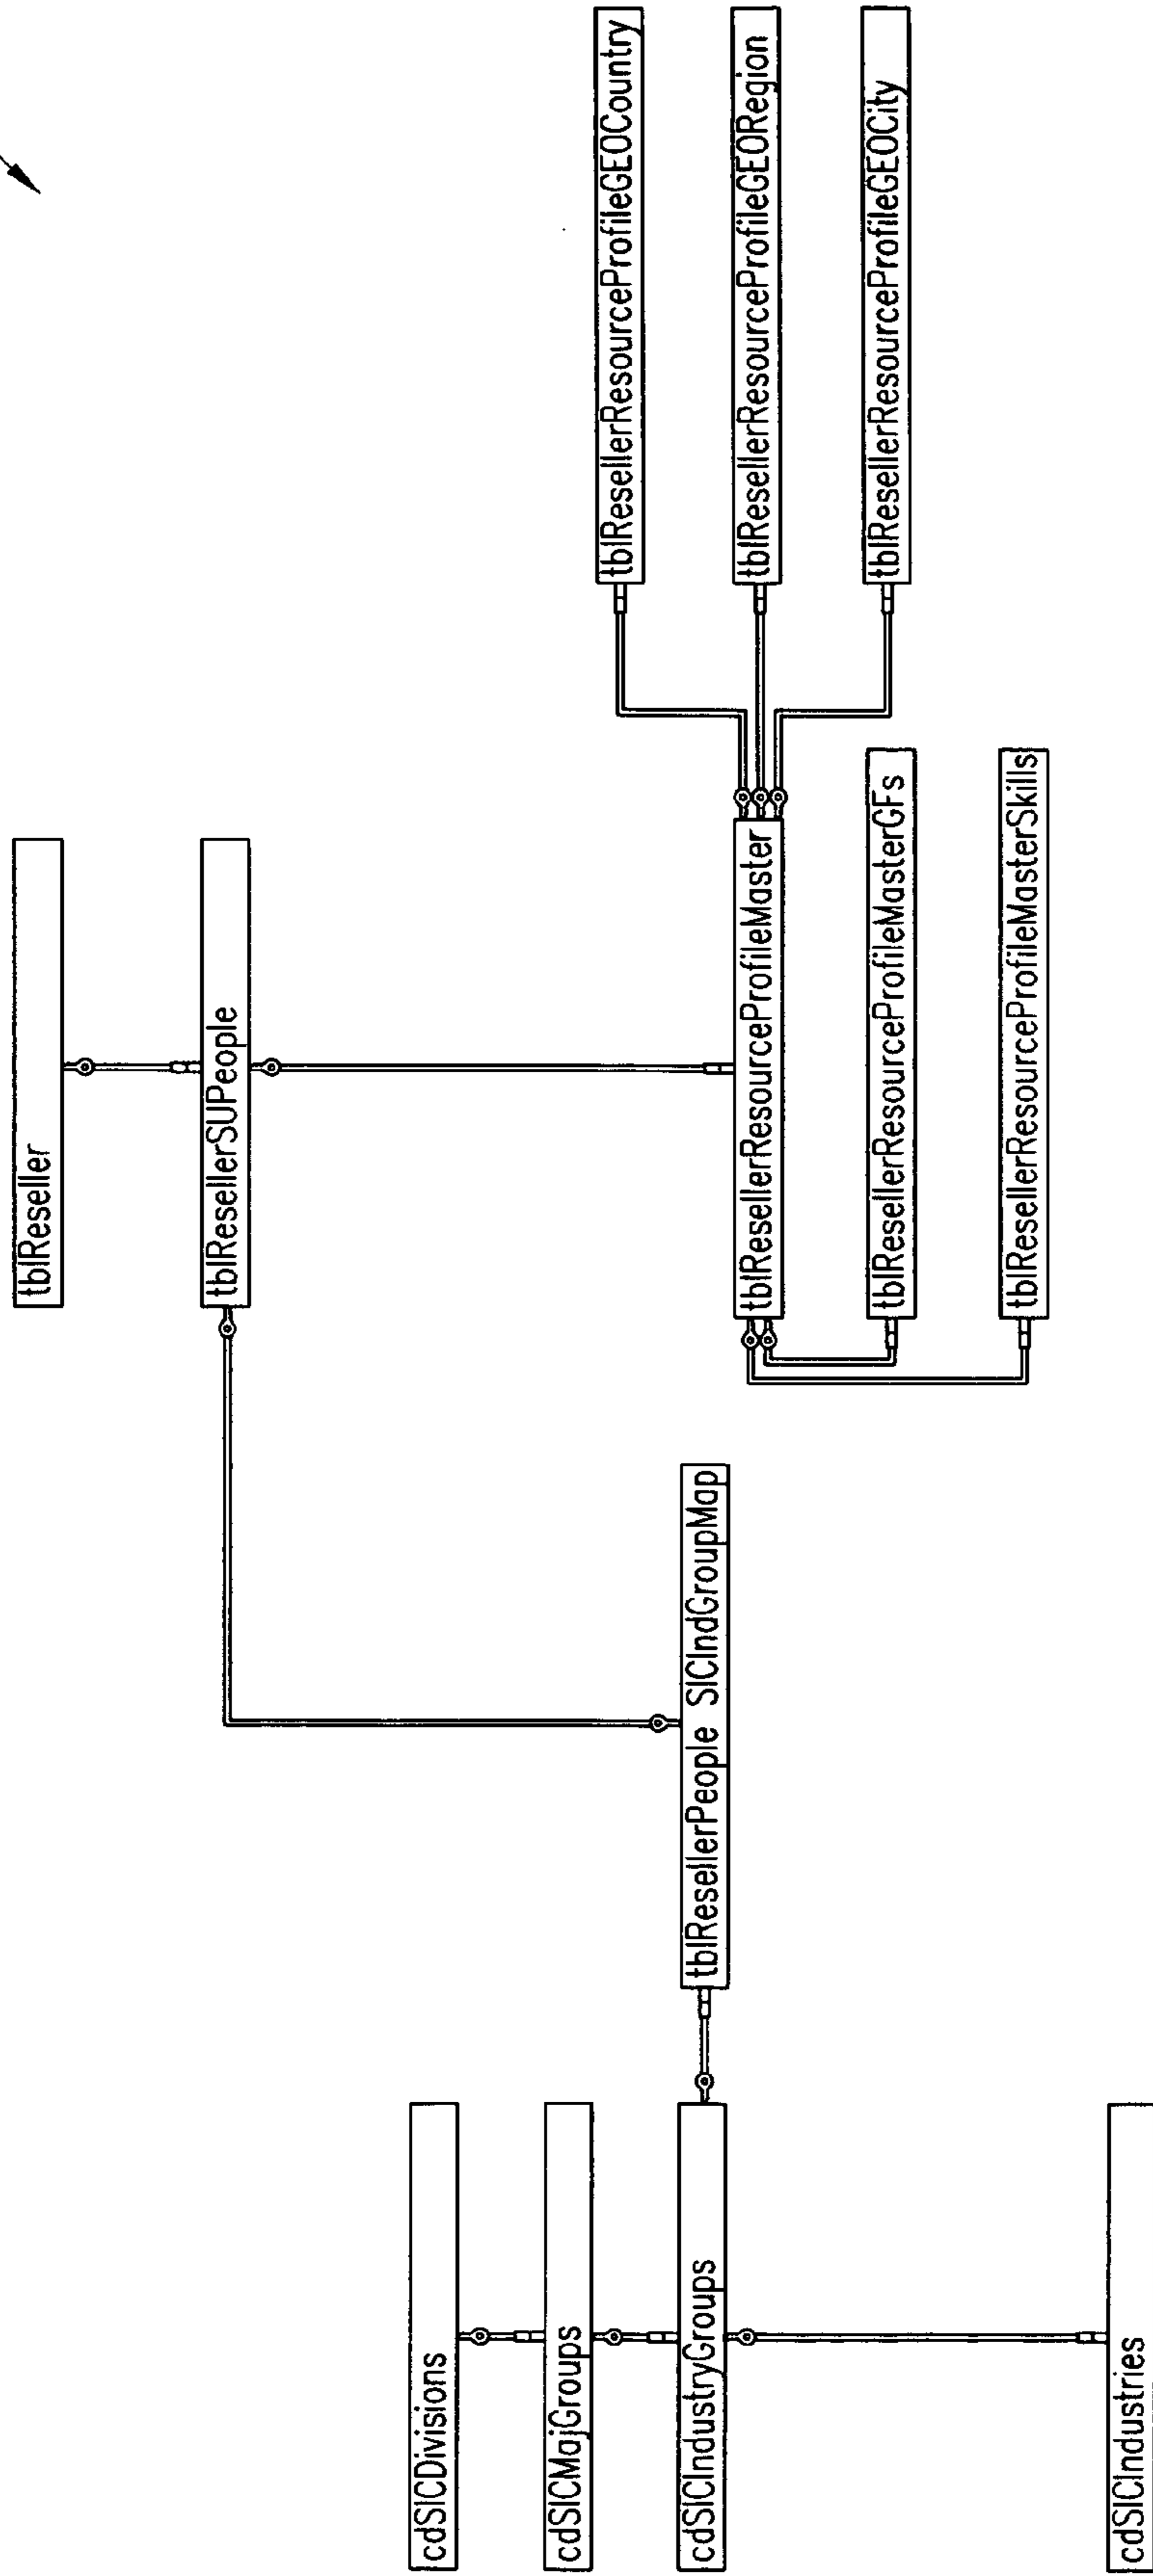 tblReseller
tblResellerSUPeople
cdSICDivisions
cdSICMajGroups
cdSICIndustryGroups
cdSICIndustries
tblResellerPeople SICIndGroupMap
tblResellerResourceProfileMaster
tblResellerResourceProfileMasterGFs
tblResellerResourceProfileMasterSkills
tblResellerResourceProfileGEOCountry
tblResellerResourceProfileGEORegion
tblResellerResourceProfileGEOCity